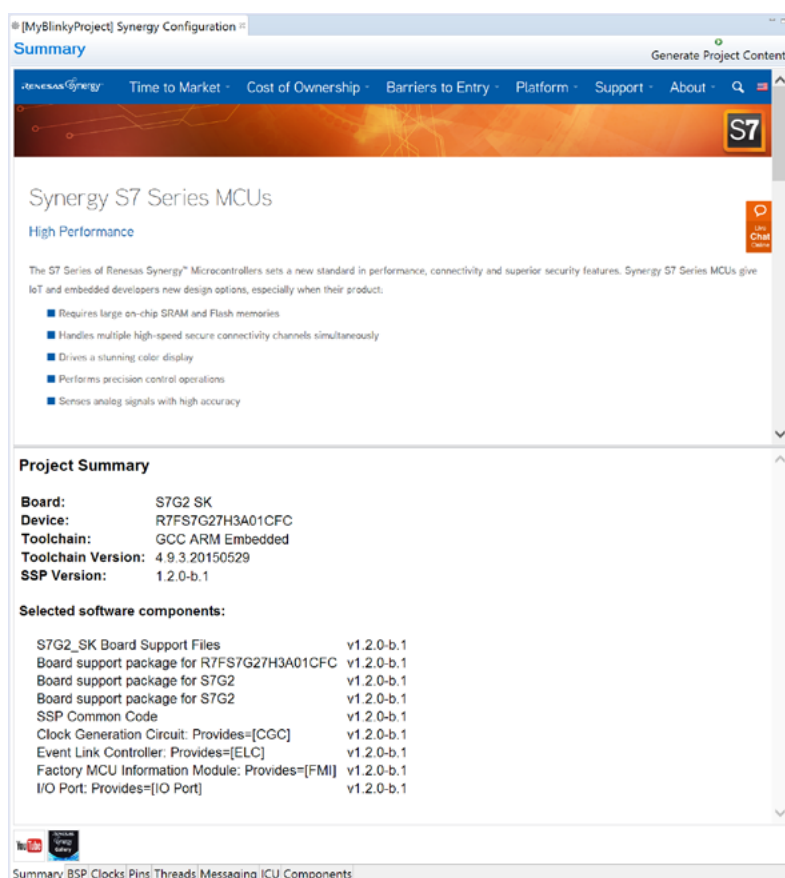 [MyBlinkyProject] Synergy Configuration
Summary
Generate Project Content
RENESAS Synergy Time to Market Cost of Ownership Barriers to Entry Platform Support About
S7
Synergy S7 Series MCUs
High Performance
Live
Chat
Online
The S7 Series of Renesas Synergy™ Microcontrollers sets a new standard in performance, connectivity and superior security features. Synergy S7 Series MCUs give
IoT and embedded developers new design options, especially when their product:
Requires large on-chip SRAM and Flash memories
Handles multiple high-speed secure connectivity channels simultaneously
Drives a stunning color display
Performs precision control operations
Senses analog signals with high accuracy
Project Summary
Board: S7G2 SK
Device: R7FS7G27H3A01CFC
Toolchain: GCC ARM Embedded
Toolchain Version: 4.9.3.20150529
SSP Version: 1.2.0-b.1
Selected software components:
S7G2_SK Board Support Files v1.2.0-b.1
Board support package for R7FS7G27H3A01CFC v1.2.0-b.1
Board support package for S7G2 v1.2.0-b.1
Board support package for S7G2 v1.2.0-b.1
SSP Common Code v1.2.0-b.1
Clock Generation Circuit: Provides=[CGC] v1.2.0-b.1
Event Link Controller: Provides=[ELC] v1.2.0-b.1
Factory MCU Information Module: Provides=[FMI] v1.2.0-b.1
I/O Port: Provides=[IO Port] v1.2.0-b.1
YouTube
RENESAS
Synergy
Gallery
Summary BSP Clocks Pins Threads Messaging ICU Components